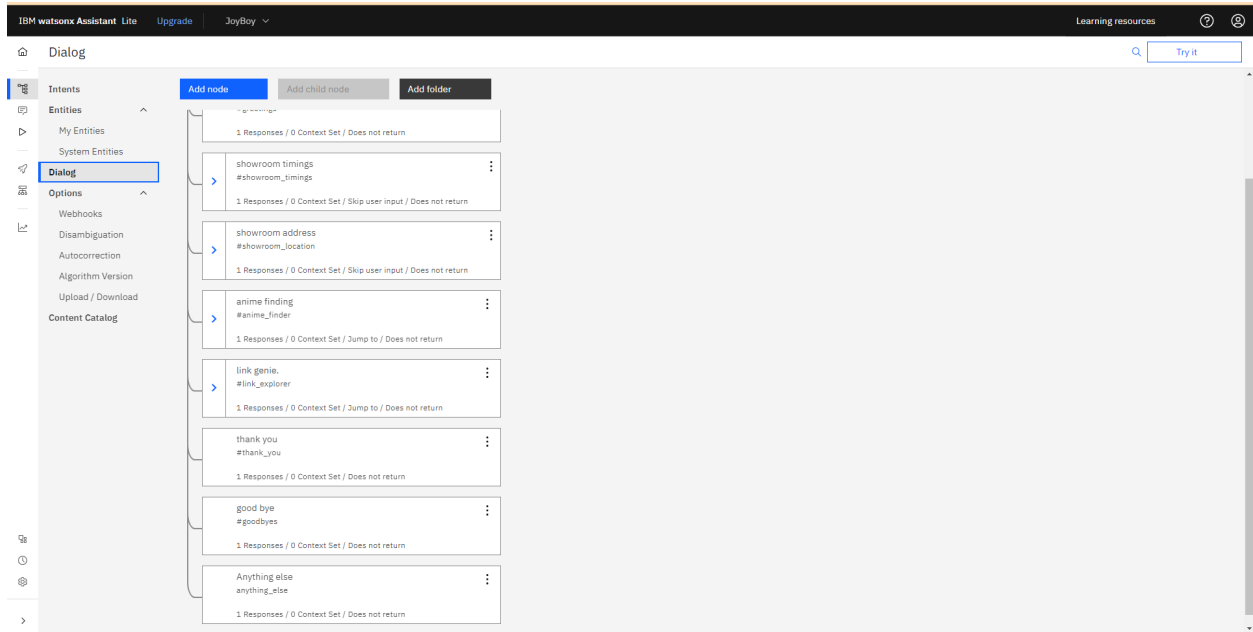 IBM watsonx Assistant Lite Upgrade JoyBoy Learning resources
Dialog Try it
Intents
Entities
My Entities
System Entities
Dialog
Options
Webhooks
Disambiguation
Autocorrection
Algorithm Version
Upload / Download
Content Catalog
Add node Add child node Add folder
1 Responses / 0 Context Set / Does not return
showroom timings
#showroom_timings
1 Responses / 0 Context Set / Skip user input / Does not return
showroom address
#showroom_location
1 Responses / 0 Context Set / Skip user input / Does not return
anime finding
#anime_finder
1 Responses / 0 Context Set / Jump to / Does not return
link genie.
#link_explorer
1 Responses / 0 Context Set / Jump to / Does not return
thank you
#thank_you
1 Responses / 0 Context Set / Does not return
good bye
#goodbyes
1 Responses / 0 Context Set / Does not return
Anything else
anything_else
1 Responses / 0 Context Set / Does not return